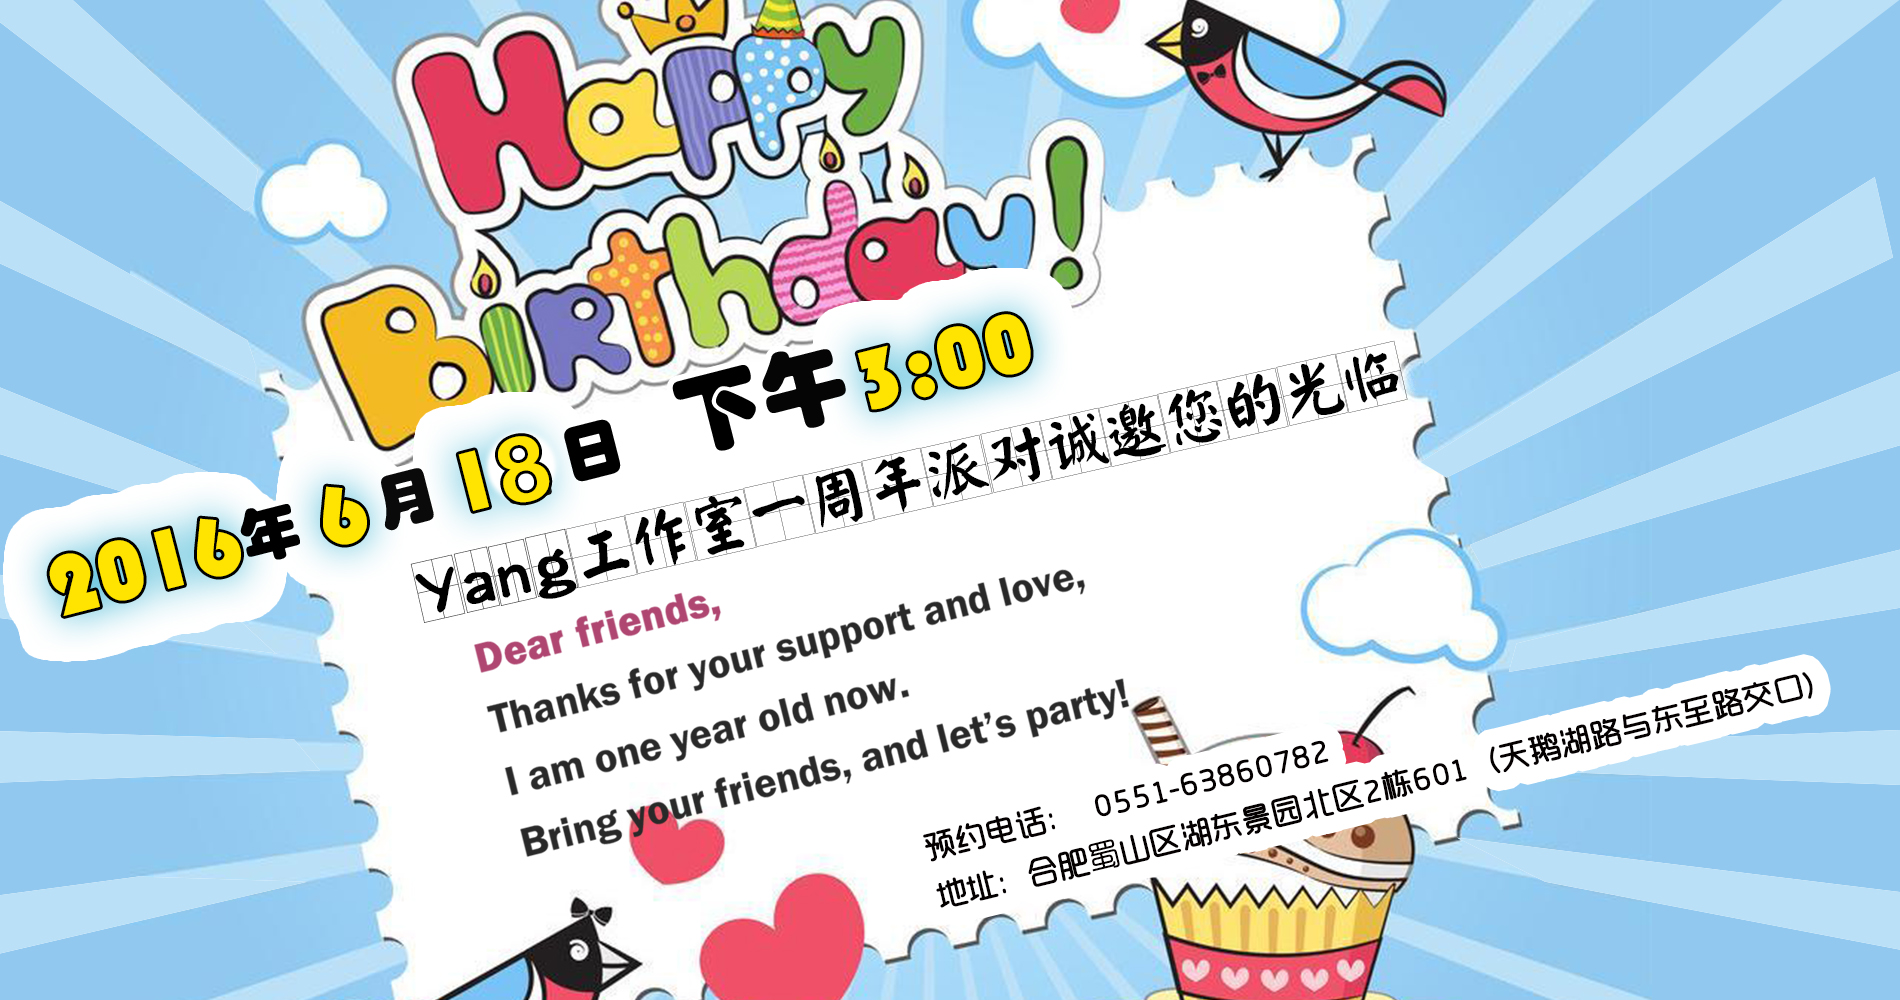 Happy
Birthday!
2016年6月18日 下午3:00
Yang工作室一周年派对诚邀您的光临
Dear friends,
Thanks for your support and love,
I am one year old now.
Bring your friends, and let's party!
预约电话: 0551-63860782
地址: 合肥蜀山区湖东景园北区2栋601 (天鹅湖路与东至路交口)